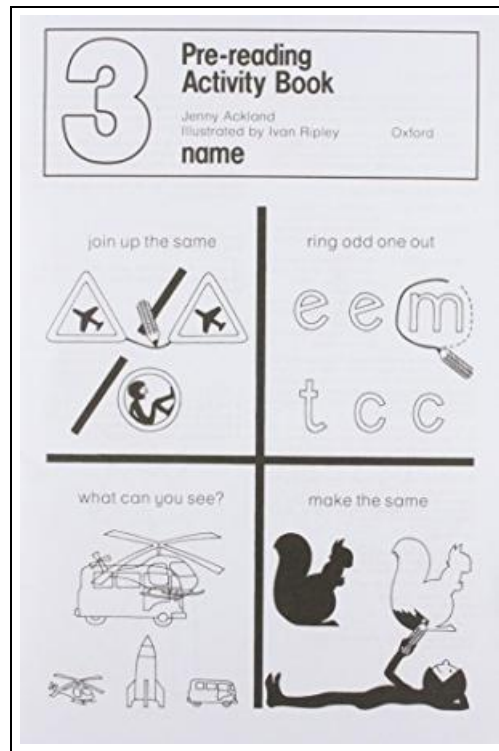 3
Pre-reading
Activity Book
Jenny Ackland
Illustrated by Ivan Ripley Oxford
name
join up the same
ring odd one out
e e m
t c c
what can you see?
make the same